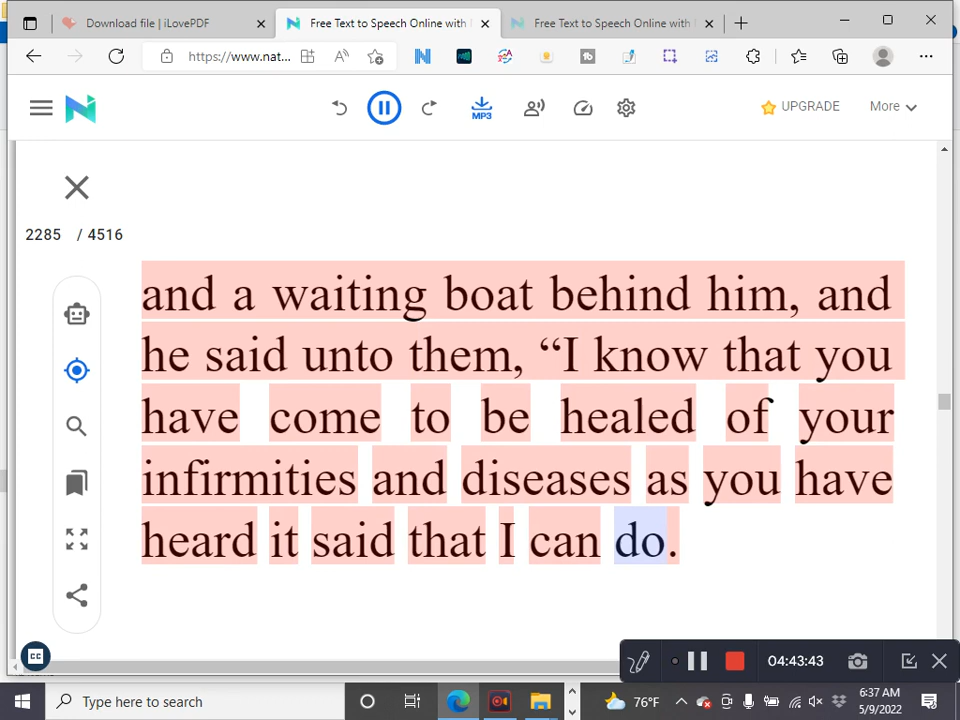 Download file | iLovePDF
Free Text to Speech Online with
Free Text to Speech Online with
https://www.nat...
UPGRADE
More
MP3
2285 / 4516
and a waiting boat behind him, and
he said unto them, “I know that you
have come to be healed of your
infirmities and diseases as you have
heard it said that I can do.
CC
04:43:43
Type here to search
76°F
6:37 AM
5/9/2022